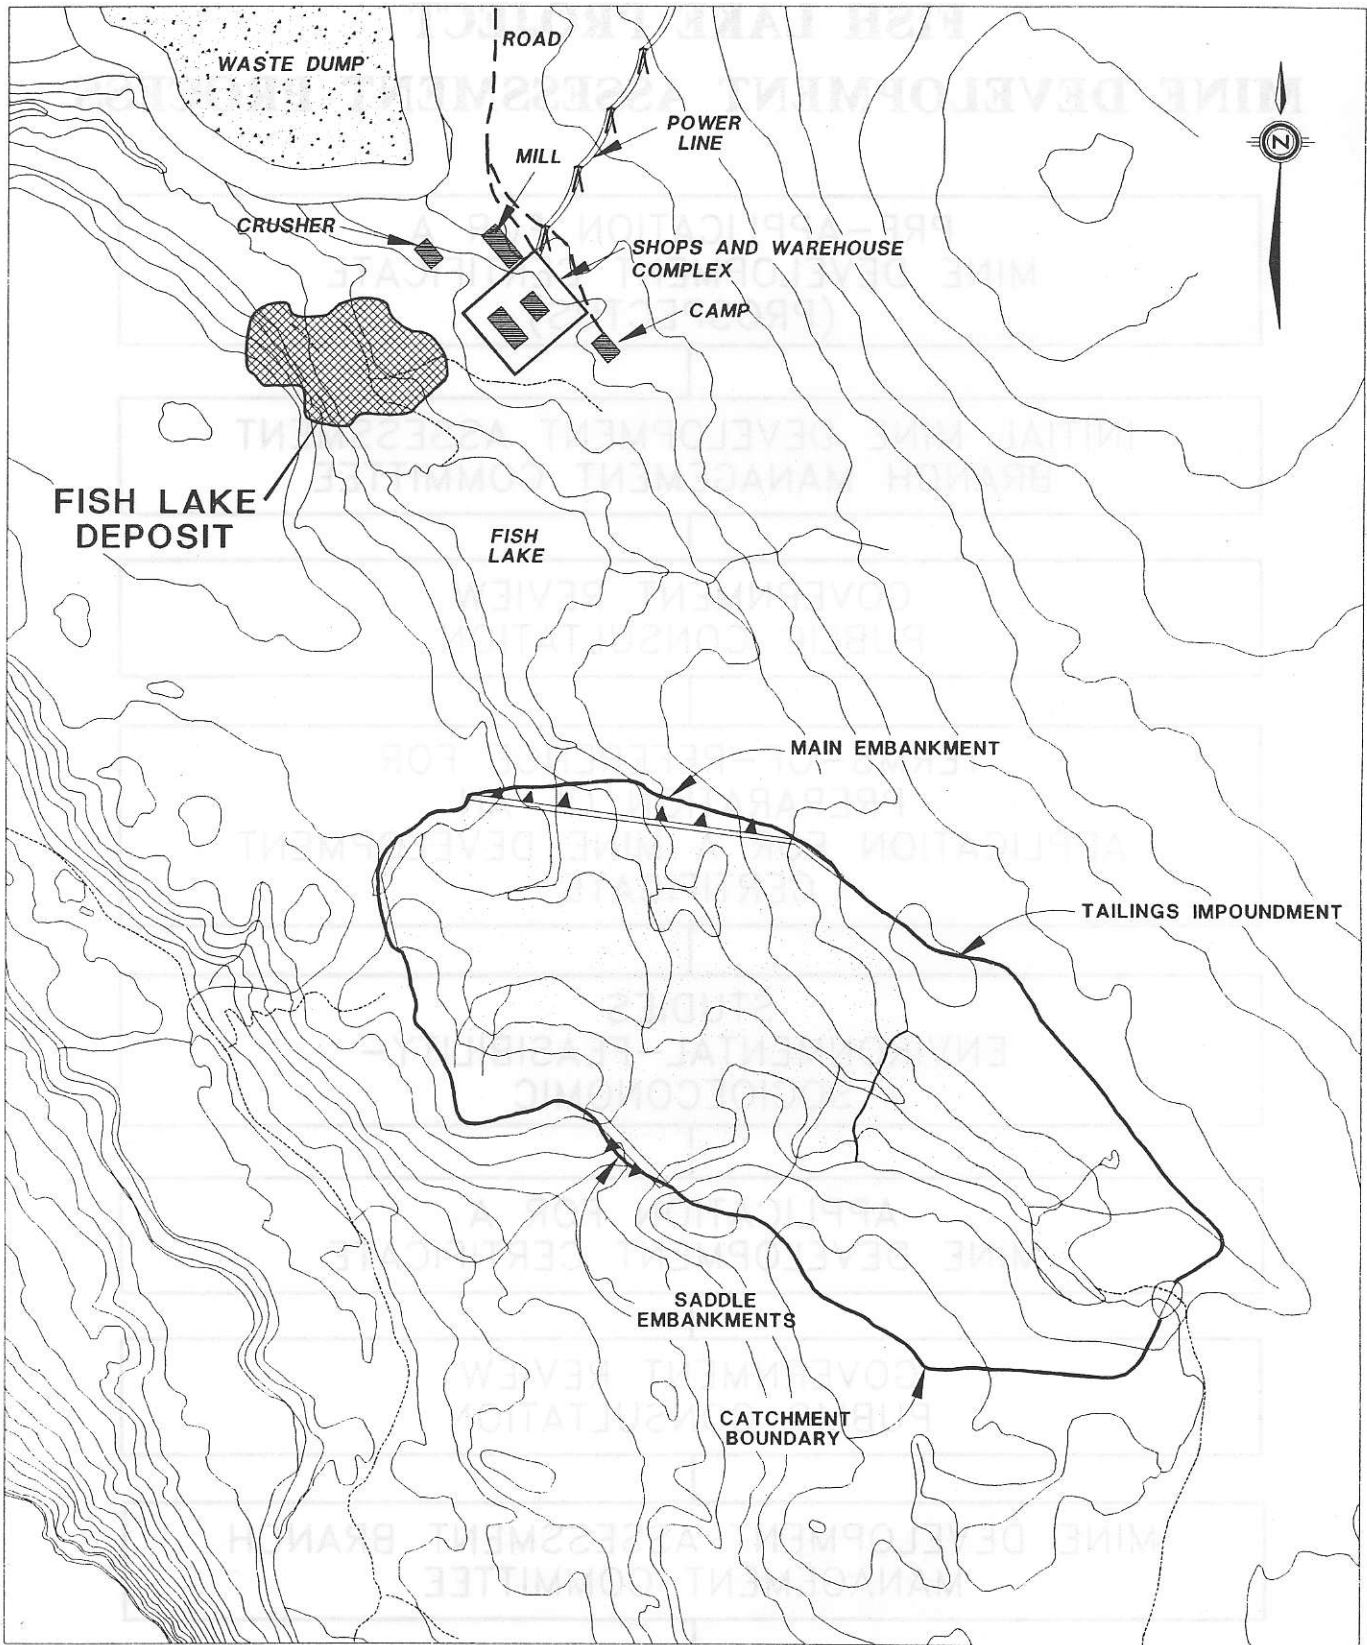 WASTE DUMP
ROAD
POWER
LINE
MILL
N
CRUSHER
SHOPS AND WAREHOUSE
COMPLEX
CAMP
FISH LAKE
DEPOSIT
FISH
LAKE
MAIN EMBANKMENT
TAILINGS IMPOUNDMENT
SADDLE
EMBANKMENTS
CATCHMENT
BOUNDARY